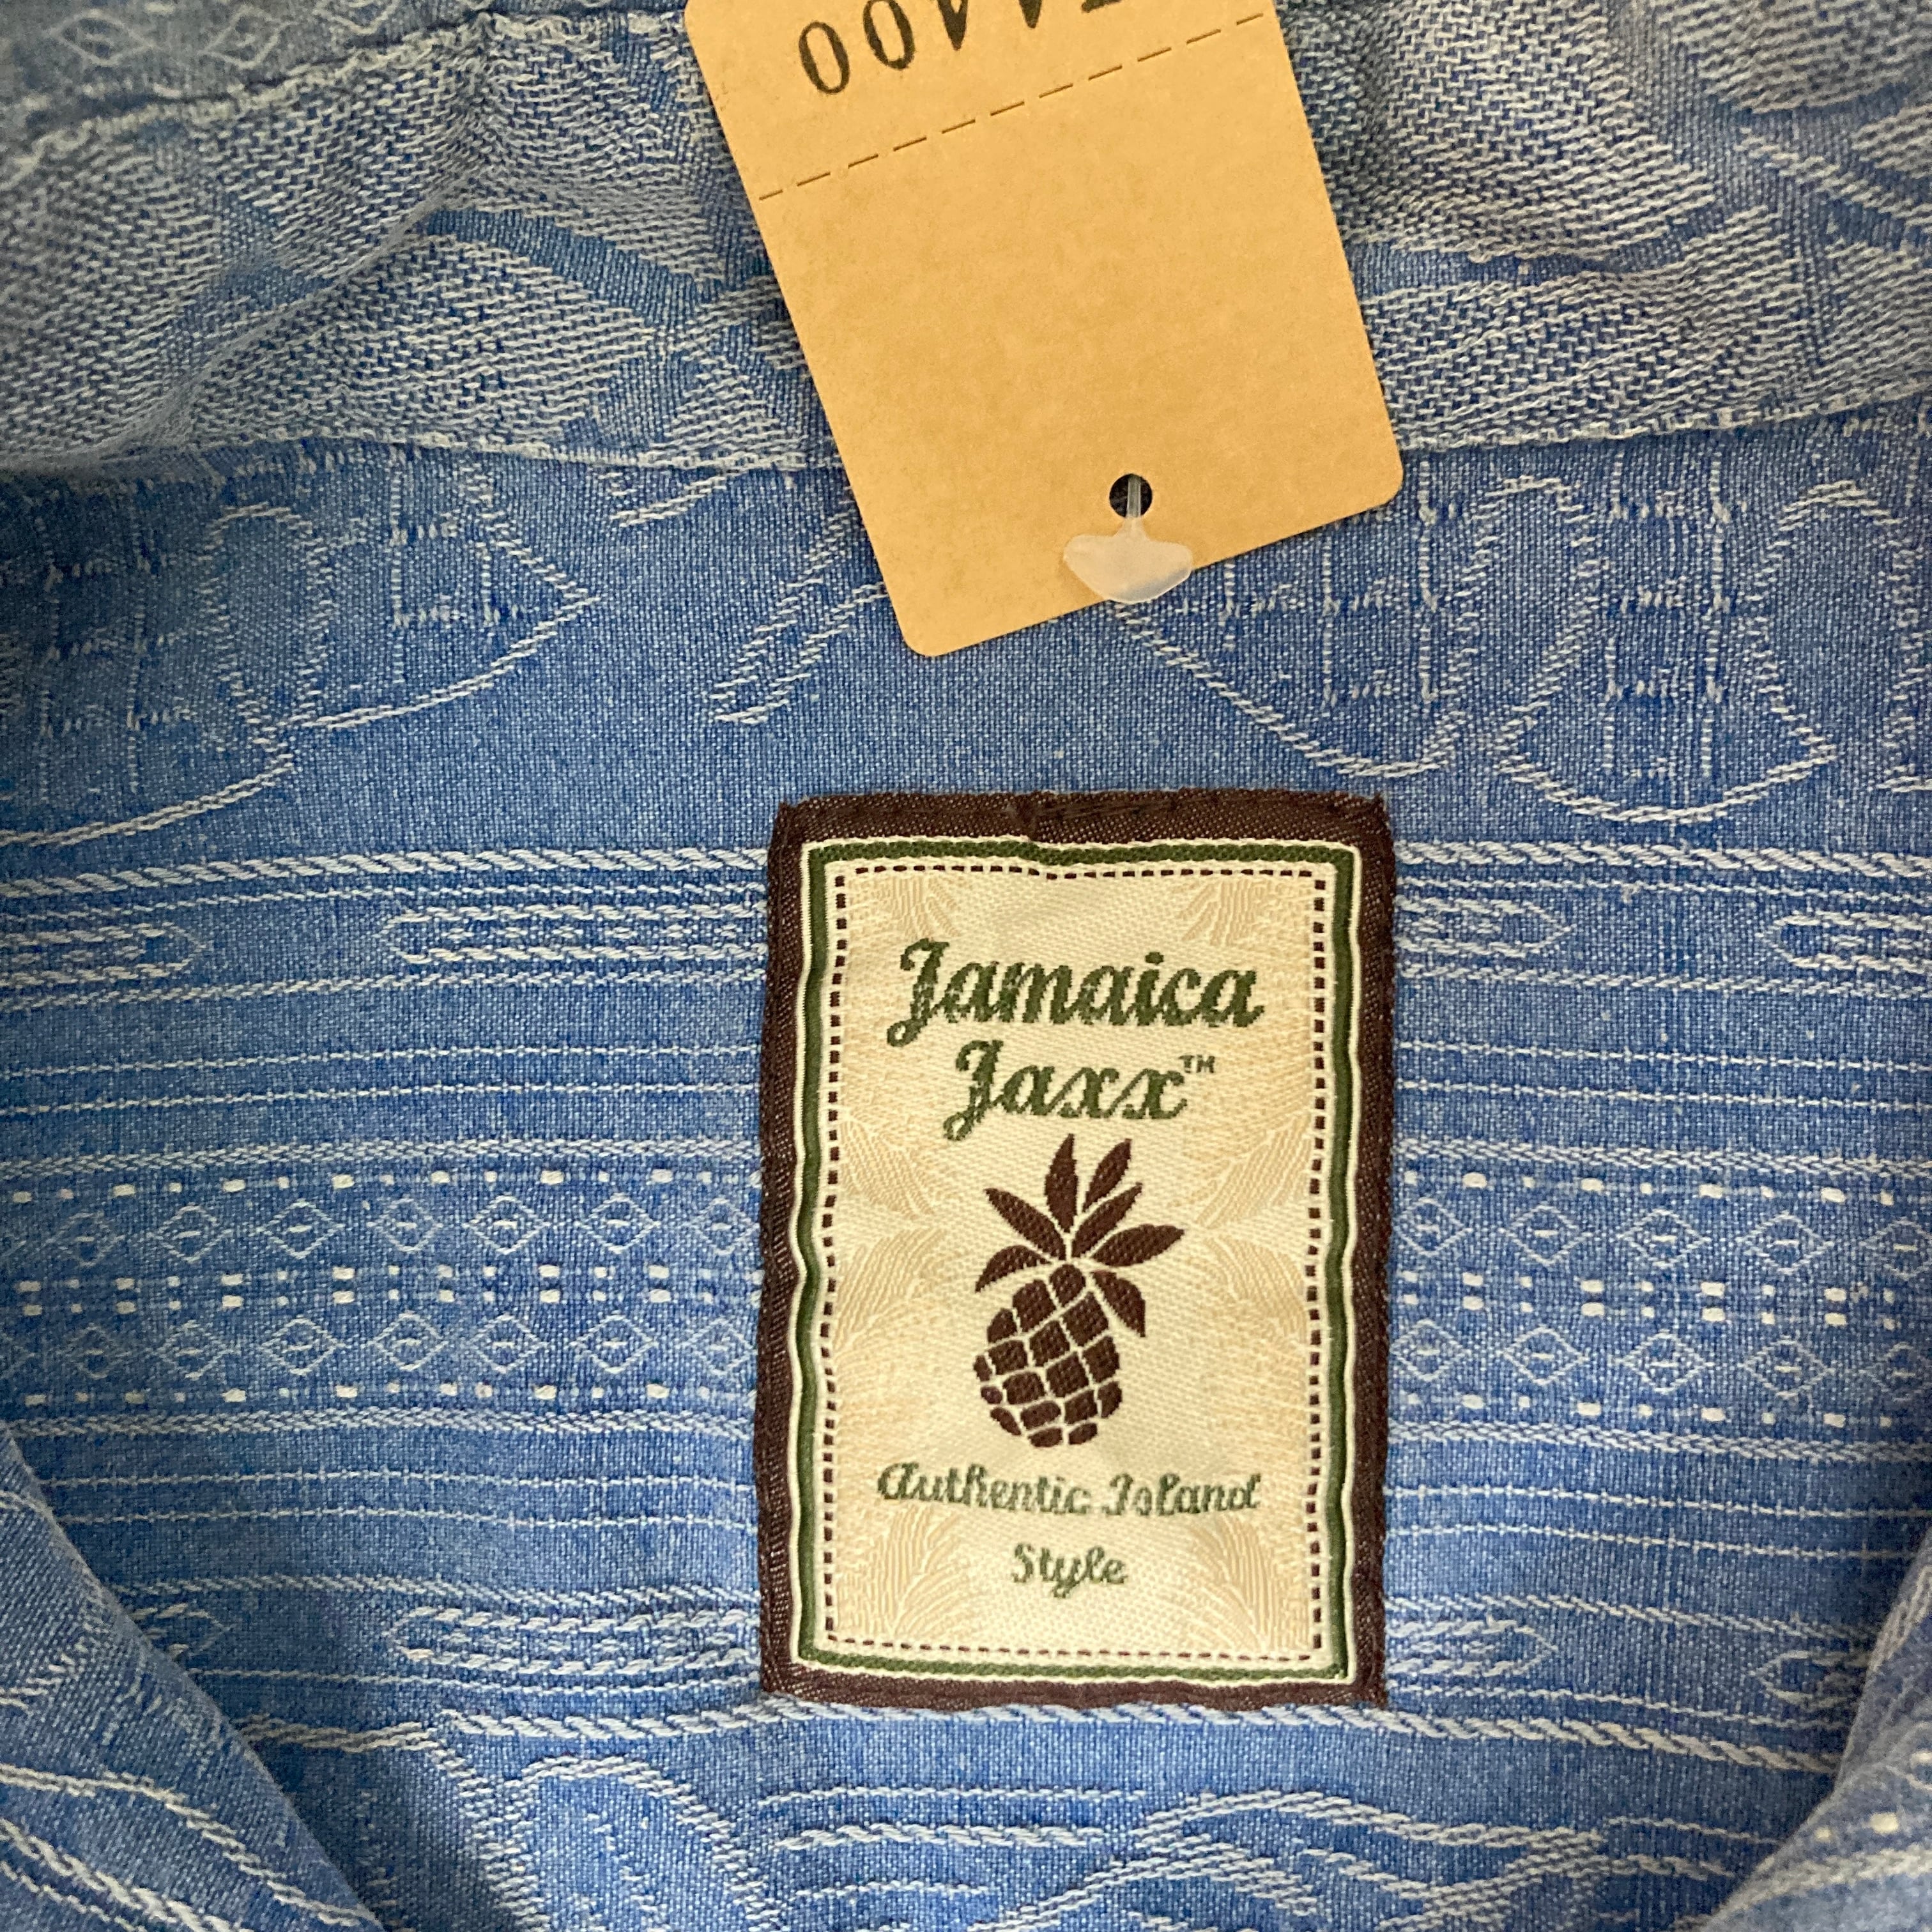 Jamaica
Jaxx™
Authentic Island
Style